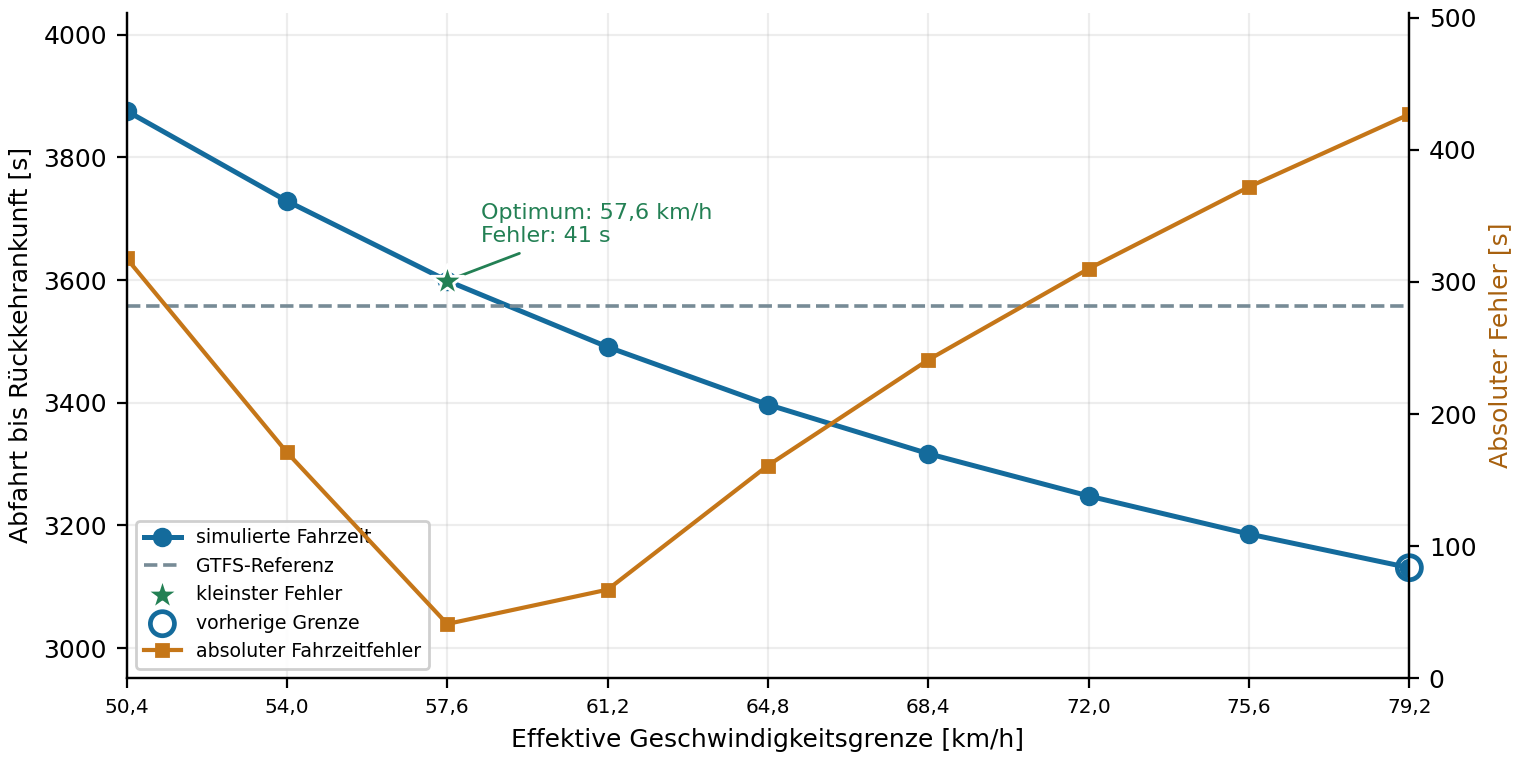 Abfahrt bis Rückkehrankunft [s]
4000
3800
3600
3400
3200
3000
Optimum: 57,6 km/h
Fehler: 41 s
simulierte Fahrzeit
GTFS-Referenz
kleinster Fehler
vorherige Grenze
absoluter Fahrzeitfehler
500
400
300
200
100
0
Absoluter Fehler [s]
50,4 54,0 57,6 61,2 64,8 68,4 72,0 75,6 79,2
Effektive Geschwindigkeitsgrenze [km/h]